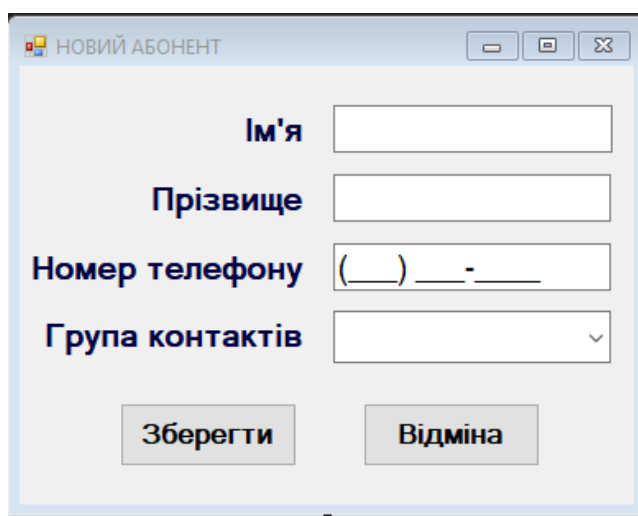 НОВИЙ АБОНЕНТ
Ім'я
Прізвище
Номер телефону (___) ___-____
Група контактів
Зберегти Відміна